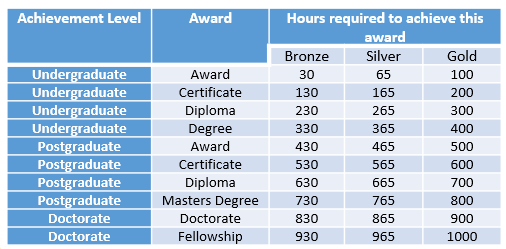 Achievement Level Award Hours required to achieve this
award
Bronze Silver Gold
Undergraduate Award 30 65 100
Undergraduate Certificate 130 165 200
Undergraduate Diploma 230 265 300
Undergraduate Degree 330 365 400
Postgraduate Award 430 465 500
Postgraduate Certificate 530 565 600
Postgraduate Diploma 630 665 700
Postgraduate Masters Degree 730 765 800
Doctorate Doctorate 830 865 900
Doctorate Fellowship 930 965 1000